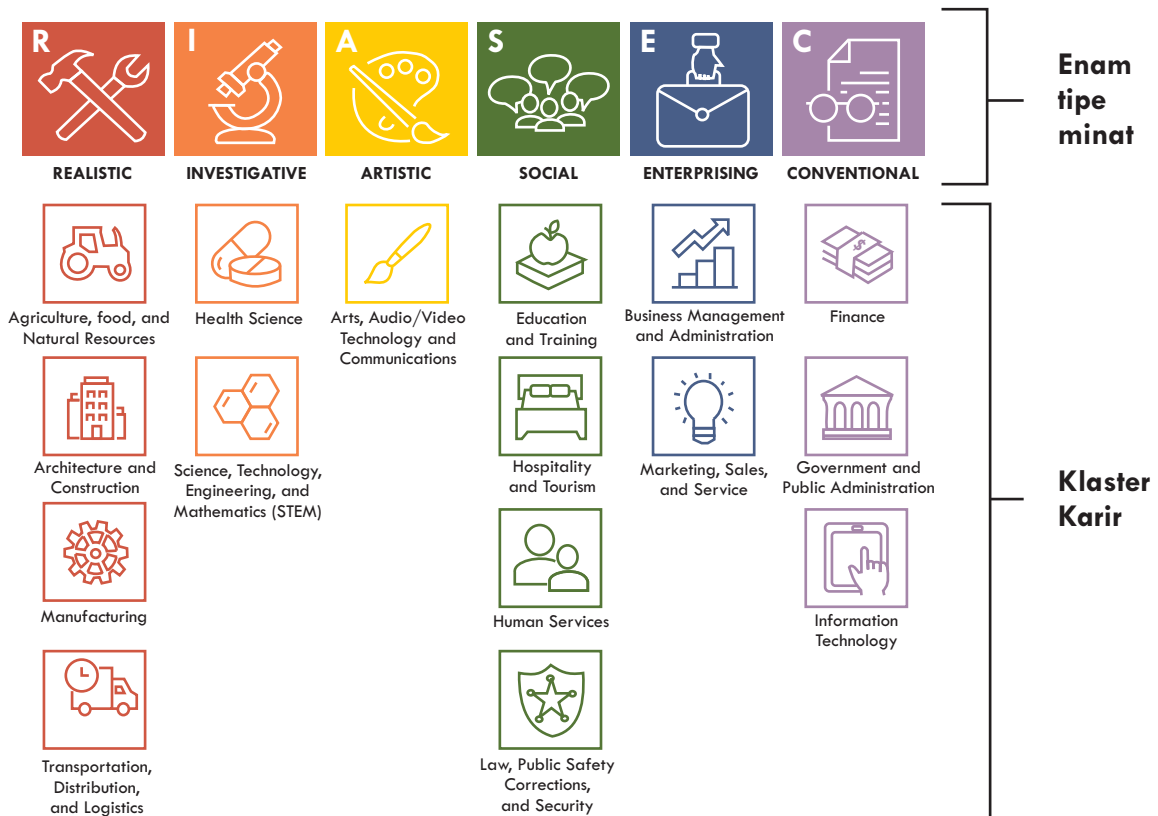 R
I
A
S
E
C
REALISTIC
INVESTIGATIVE
ARTISTIC
SOCIAL
ENTERPRISING
CONVENTIONAL
Enam
tipe
minat
Agriculture, food, and
Natural Resources
Health Science
Arts, Audio/Video
Technology and
Communications
Education
and Training
Business Management
and Administration
$
Finance
Architecture and
Construction
Science, Technology,
Engineering, and
Mathematics (STEM)
Hospitality
and Tourism
Marketing, Sales,
and Service
Government and
Public Administration
Klaster
Karir
Manufacturing
Human Services
Information
Technology
Transportation,
Distribution,
and Logistics
Law, Public Safety
Corrections,
and Security